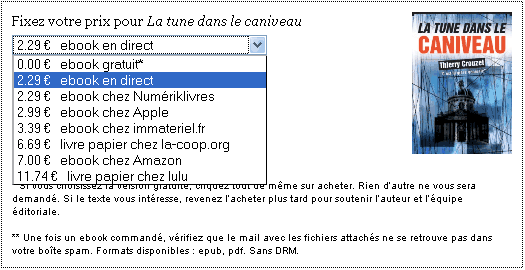 Fixez votre prix pour La tune dans le caniveau
2.29 € ebook en direct
0.00 € ebook gratuit*
2.29 € ebook en direct
2.29 € ebook chez Numériklivres
2.99 € ebook chez Apple
3.39 € ebook chez immateriel.fr
6.69 € livre papier chez la-coop.org
7.00 € ebook chez Amazon
11.74 € livre papier chez lulu
* Si vous choisissez la version gratuite, cliquez tout de même sur acheter. Rien d'autre ne vous sera
demandé. Si le texte vous intéresse, revenez l'acheter plus tard pour soutenir l'auteur et l'équipe
éditoriale.
** Une fois un ebook commandé, vérifiez que le mail avec les fichiers attachés ne se retrouve pas dans
votre boîte spam. Formats disponibles : epub, pdf. Sans DRM.
LA TUNE DANS LE
CANIVEAU
Thierry Crouzet